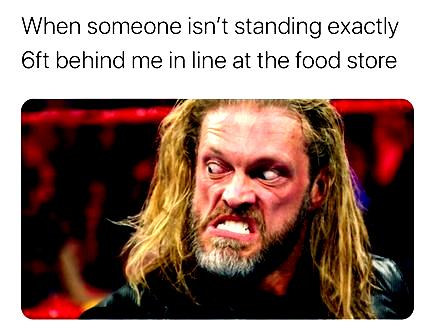 When someone isn’t standing exactly
6ft behind me in line at the food store